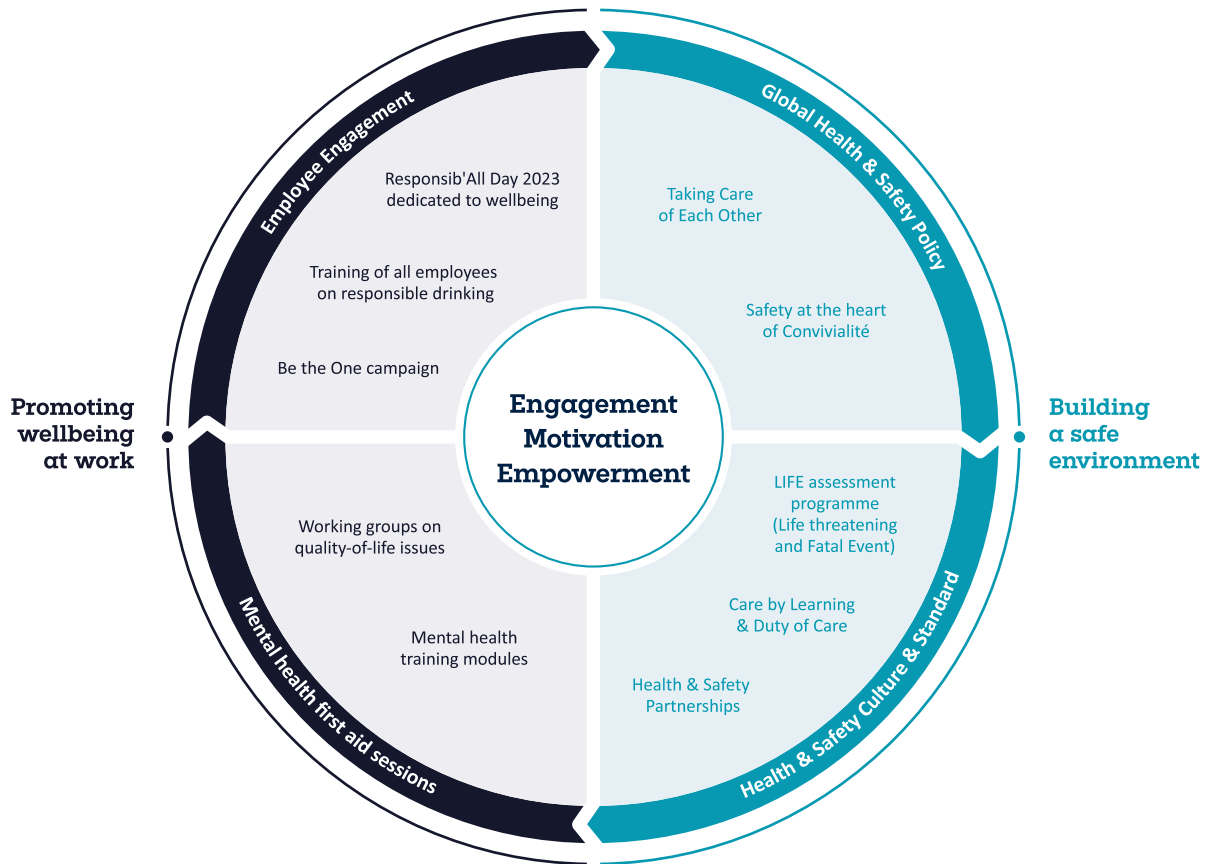 Employee Engagement
Responsib'All Day 2023
dedicated to wellbeing
Training of all employees
on responsible drinking
Be the One campaign
Global Health & Safety Policy
Taking Care
of Each Other
Safety at the heart
of Convivialité
Promoting
wellbeing
at work
Engagement
Motivation
Empowerment
Building
a safe
environment
Working groups on
quality-of-life issues
Mental health
training modules
Mental health first aid sessions
LIFE assessment
programme
(Life threatening
and Fatal Event)
Care by Learning
& Duty of Care
Health & Safety
Partnerships
Health & Safety Culture & Standard